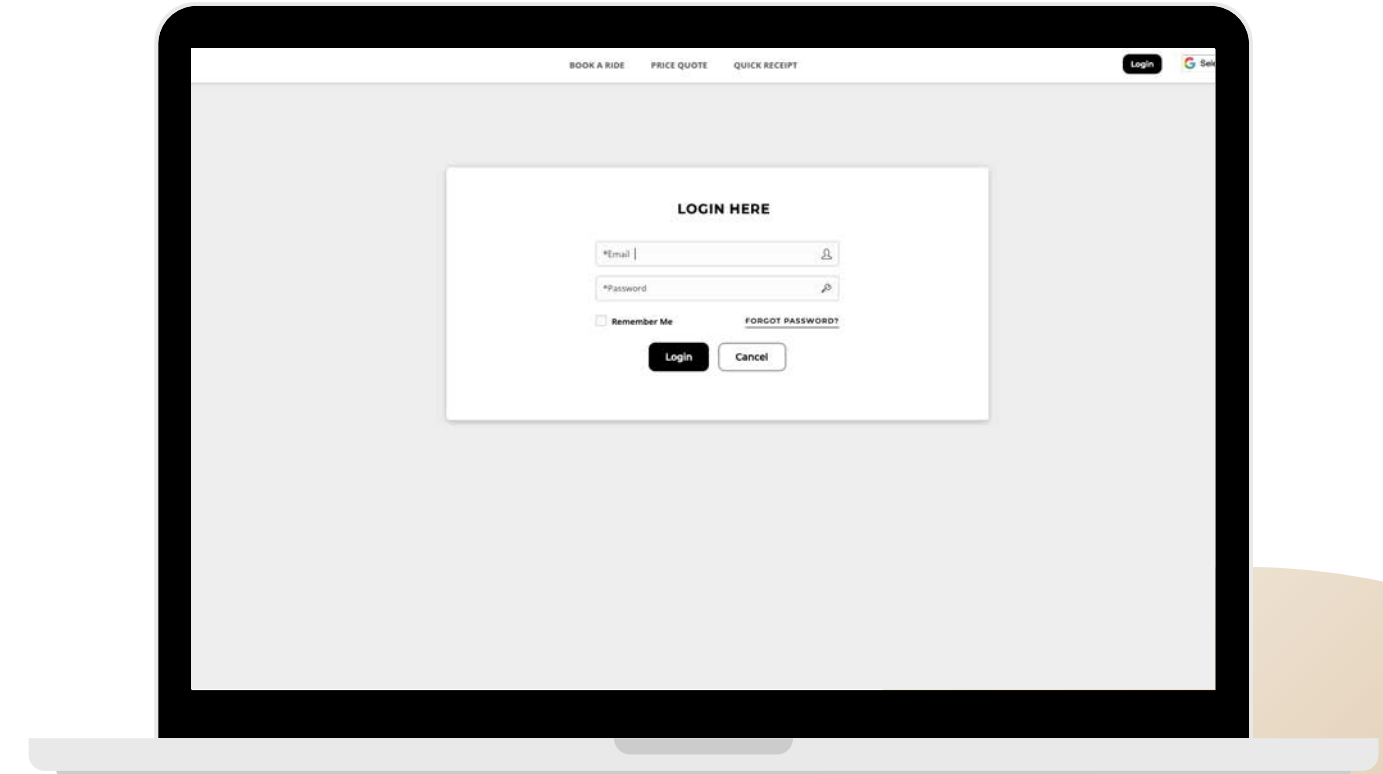 BOOK A RIDE PRICE QUOTE QUICK RECEIPT Login
LOGIN HERE
*Email
*Password
Remember Me FORGOT PASSWORD?
Login Cancel